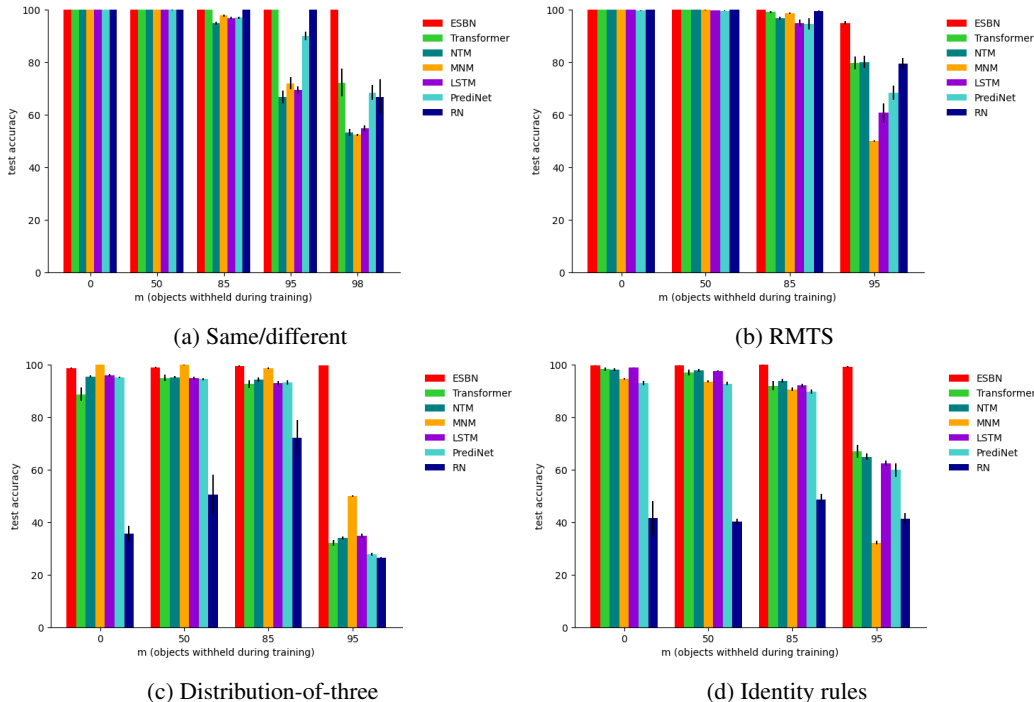 100
80
60
40
20
0
test accuracy
0 50 85 95 98
m (objects withheld during training)
ESBN
Transformer
NTM
MNM
LSTM
PrediNet
RN
(a) Same/different
100
80
60
40
20
0
test accuracy
0 50 85 95
m (objects withheld during training)
ESBN
Transformer
NTM
MNM
LSTM
PrediNet
RN
(b) RMTS
100
80
60
40
20
0
test accuracy
0 50 85 95
m (objects withheld during training)
ESBN
Transformer
NTM
MNM
LSTM
PrediNet
RN
(c) Distribution-of-three
100
80
60
40
20
0
test accuracy
0 50 85 95
m (objects withheld during training)
ESBN
Transformer
NTM
MNM
LSTM
PrediNet
RN
(d) Identity rules